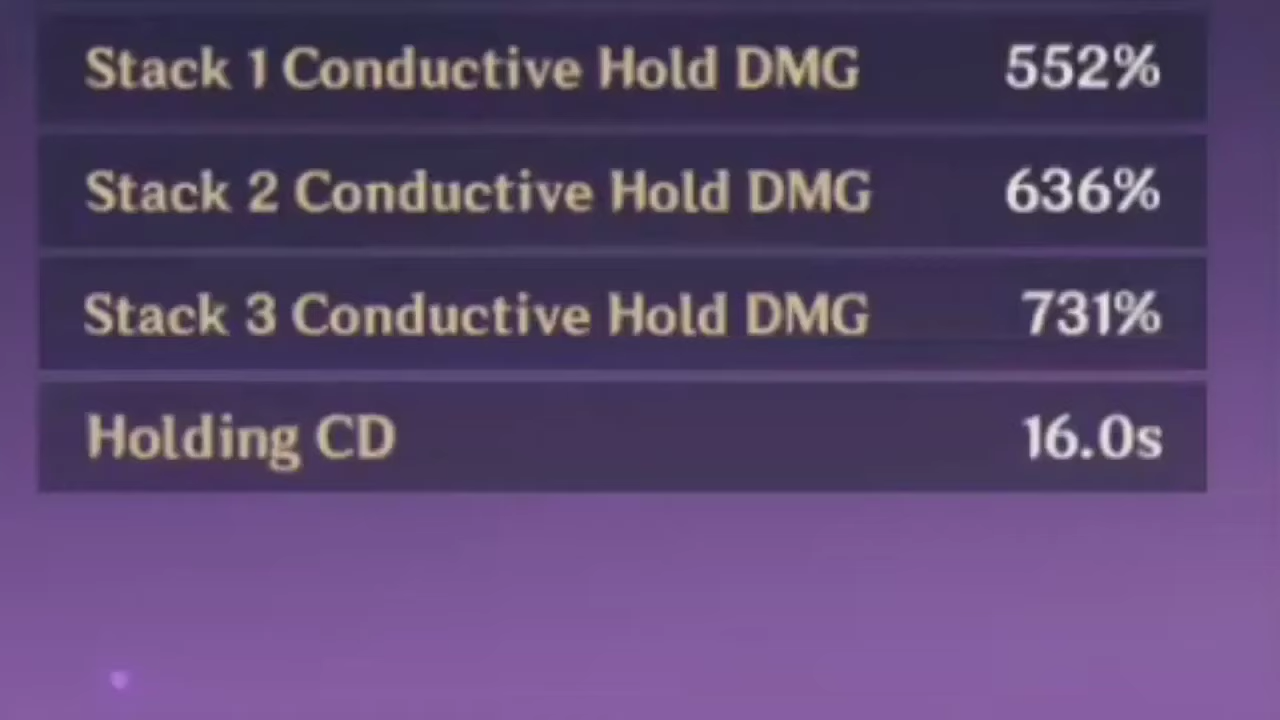 Stack 1 Conductive Hold DMG 552%
Stack 2 Conductive Hold DMG 636%
Stack 3 Conductive Hold DMG 731%
Holding CD 16.0s